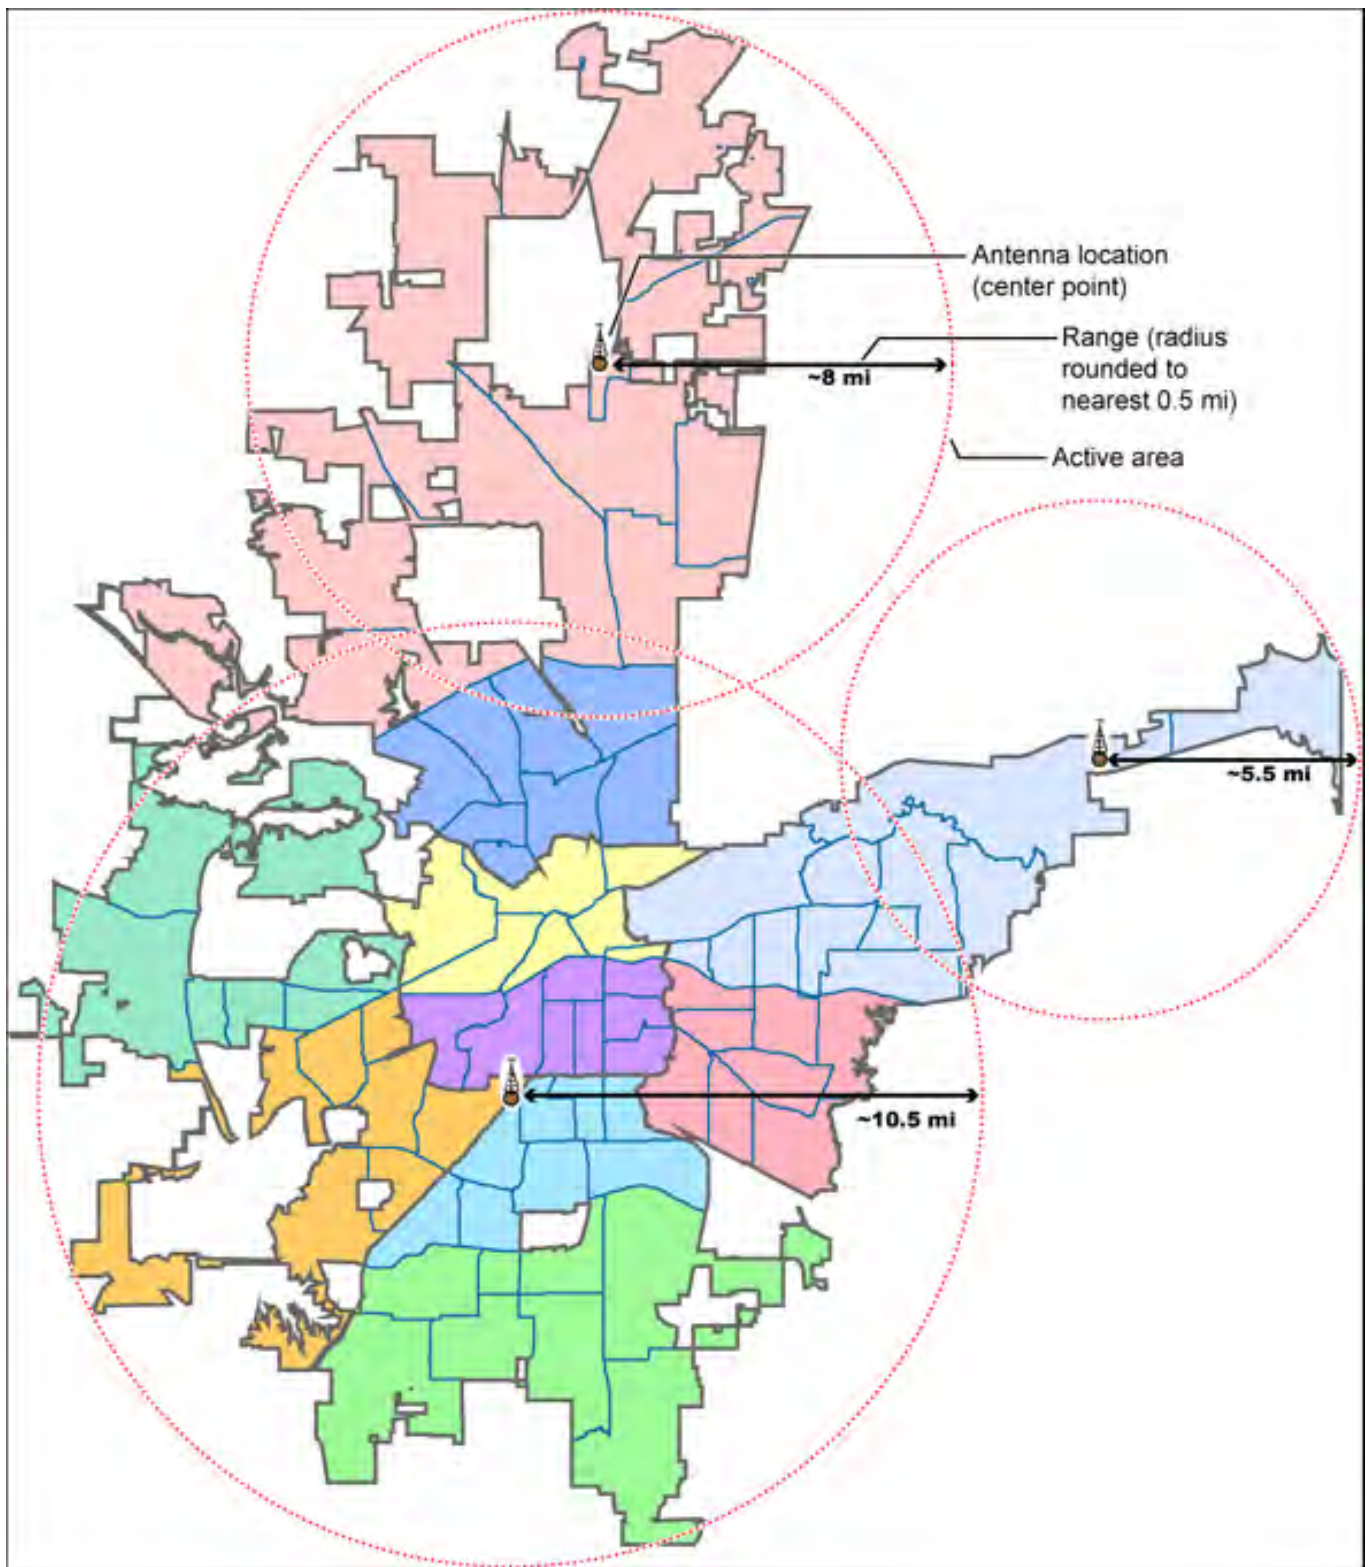 Antenna location
(center point)
Range (radius
rounded to
nearest 0.5 mi)
~8 mi
Active area
~5.5 mi
~10.5 mi